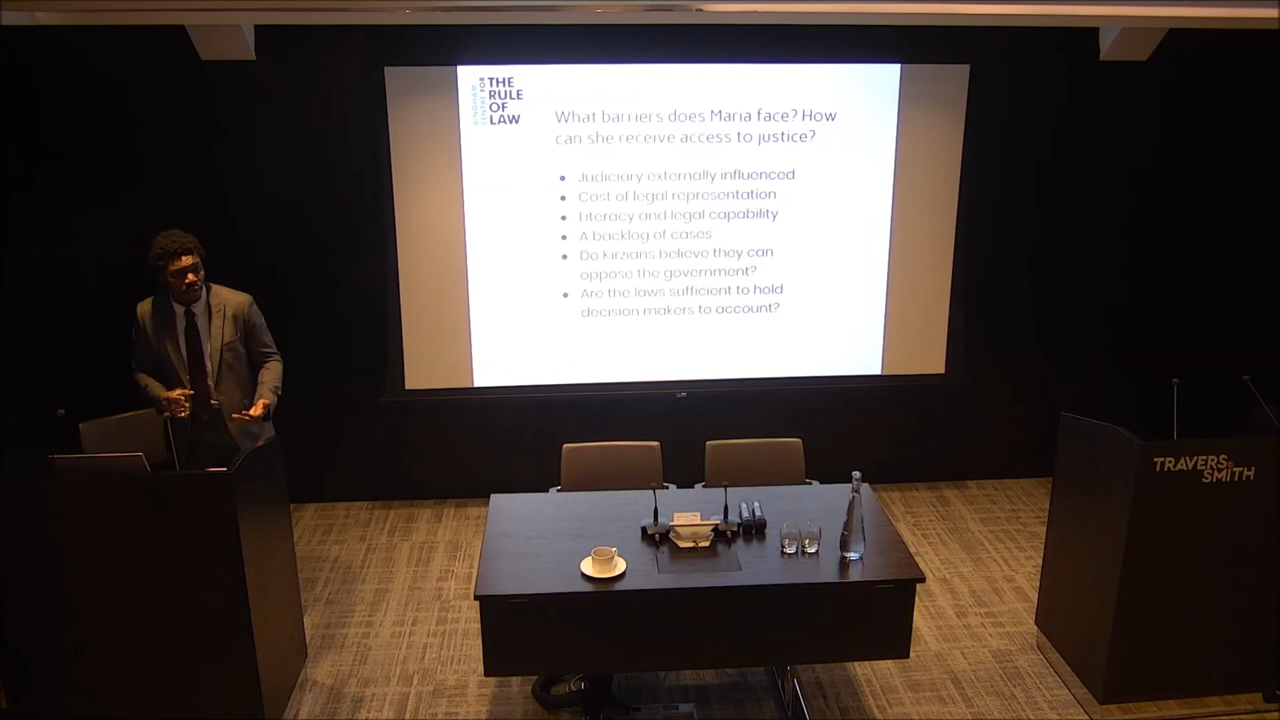 BINGHAM
CENTRE FOR
THE
RULE
OF
LAW
What barriers does Maria face? How
can she receive access to justice?
• Judiciary externally influenced
• Cost of legal representation
• Literacy and legal capability
• A backlog of cases
• Do Kirzians believe they can
oppose the government?
• Are the laws sufficient to hold
decision makers to account?
TRAVERS
SMITH